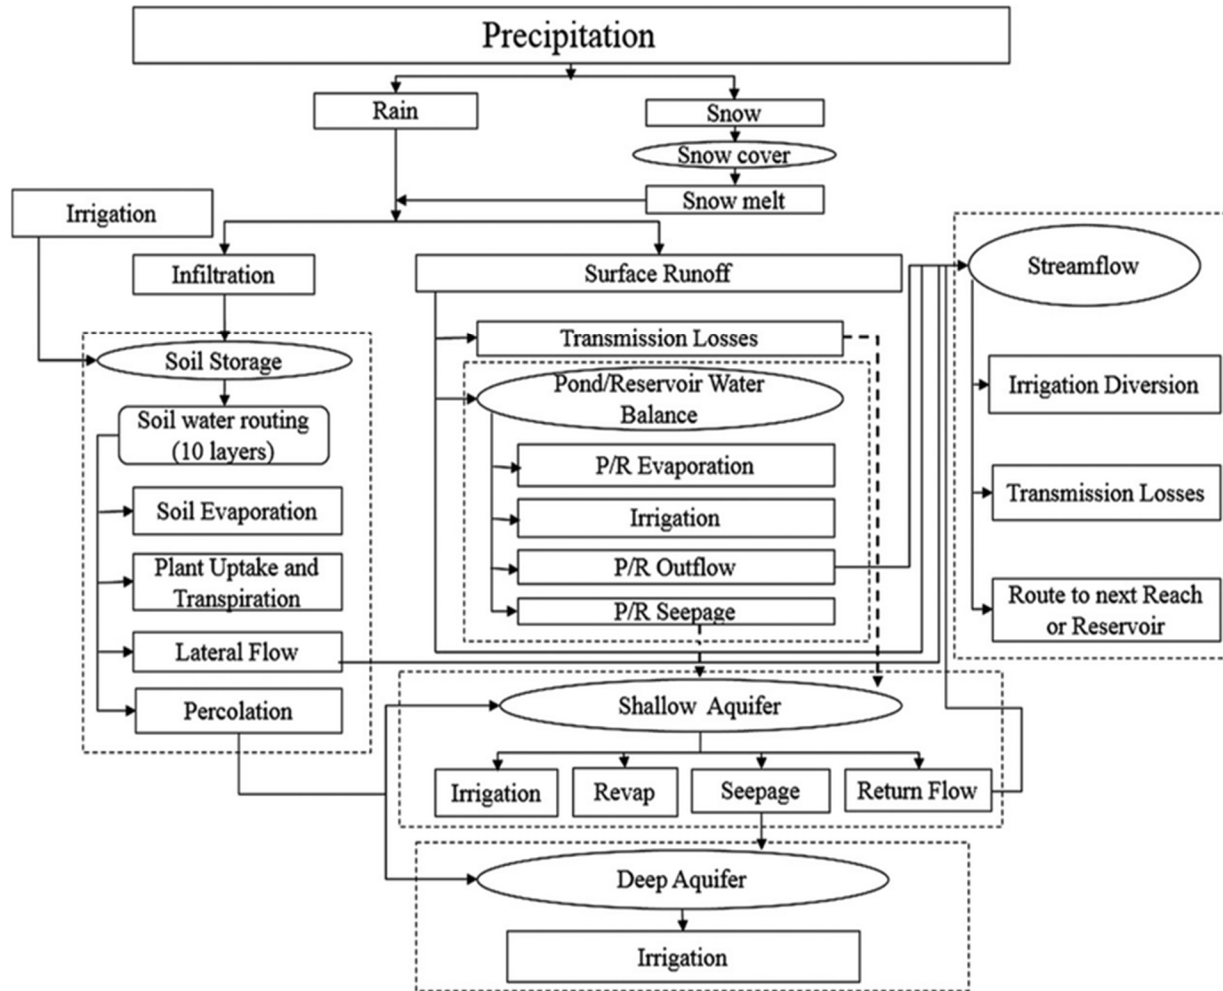 Precipitation
Rain
Snow
Snow cover
Snow melt
Irrigation
Infiltration
Surface Runoff
Streamflow
Soil Storage
Soil water routing
(10 layers)
Soil Evaporation
Plant Uptake and
Transpiration
Lateral Flow
Percolation
Transmission Losses
Pond/Reservoir Water
Balance
P/R Evaporation
Irrigation
P/R Outflow
P/R Seepage
Irrigation Diversion
Transmission Losses
Route to next Reach
or Reservoir
Shallow Aquifer
Irrigation
Revap
Seepage
Return Flow
Deep Aquifer
Irrigation